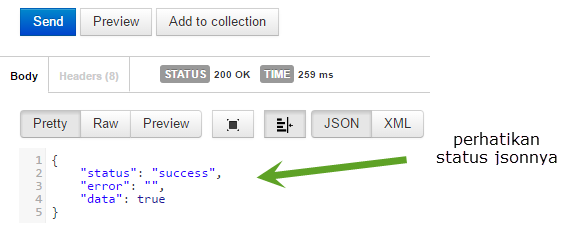 Send Preview Add to collection
Body Headers (8) STATUS 200 OK TIME 259 ms
Pretty Raw Preview JSON XML
perhatikan
status jsonnya
1 {
2 "status": "success",
3 "error": "",
4 "data": true
5 }